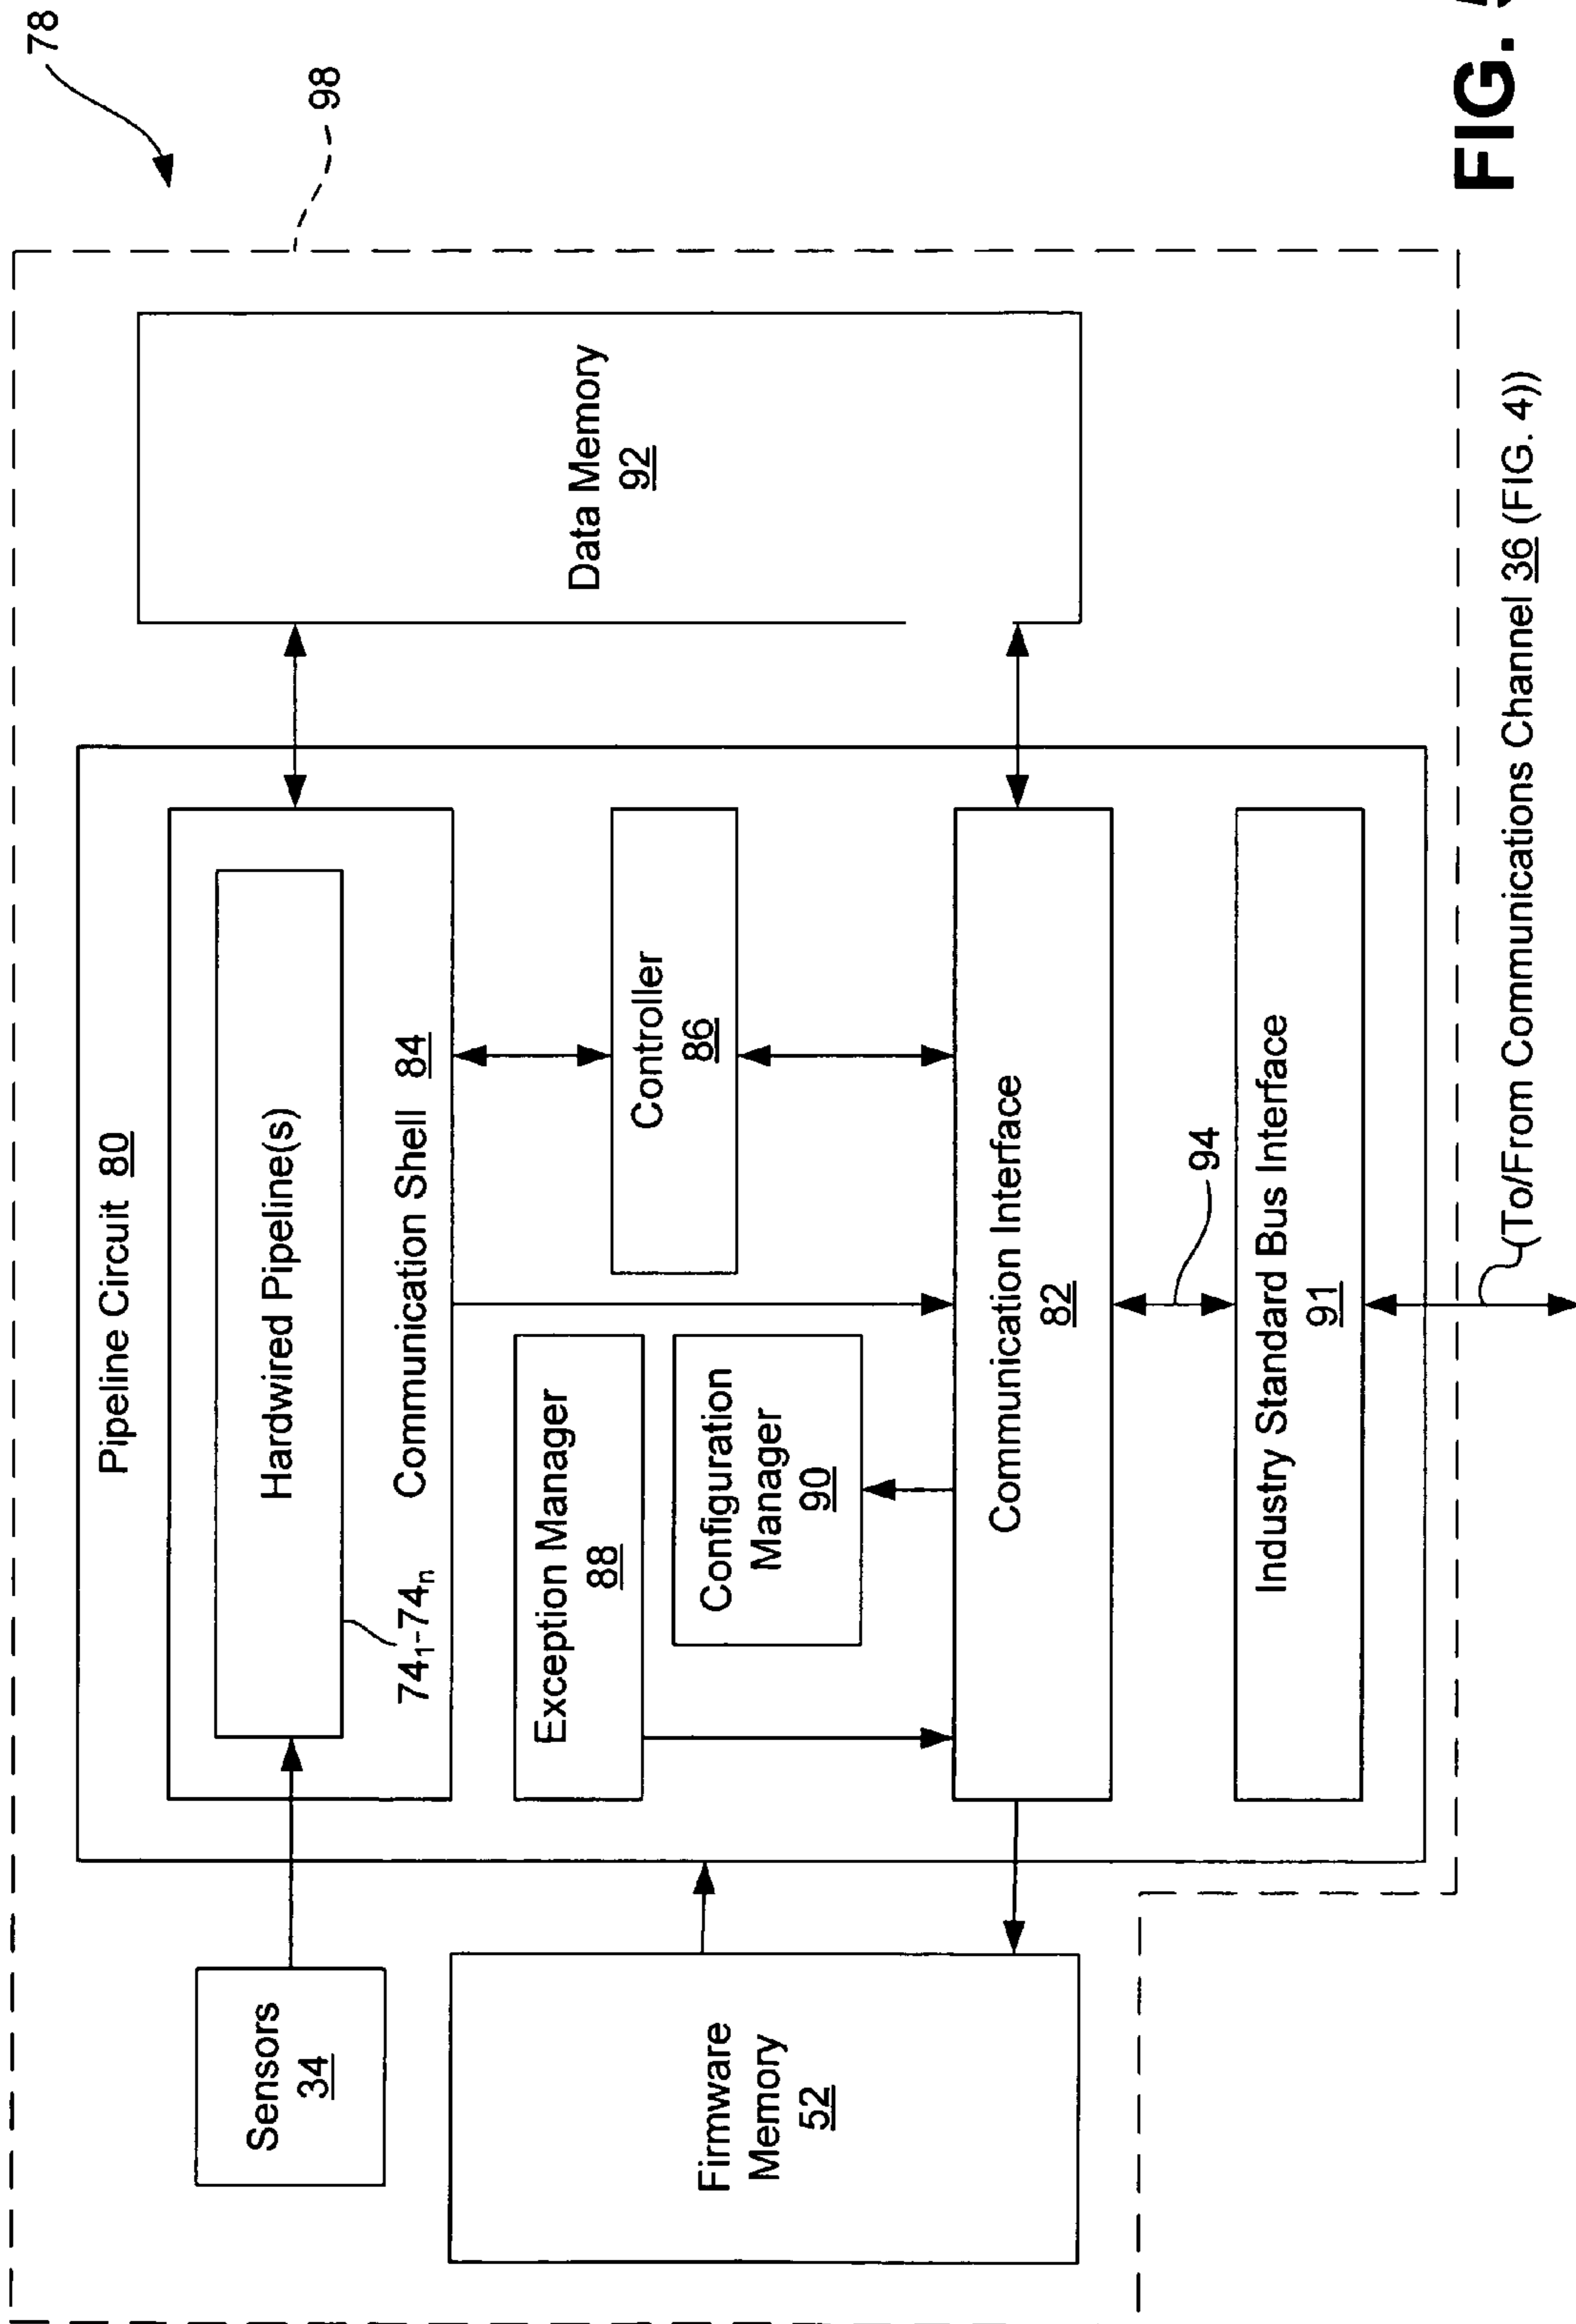 78
98
Pipeline Circuit 80
Hardwired Pipeline(s)
74₁-74ₙ
Communication Shell 84
Sensors
34
Data Memory
92
Exception Manager
88
Controller
86
Configuration
Manager
90
Firmware
Memory
52
Communication Interface
82
94
Industry Standard Bus Interface
91
(To/From Communications Channel 36 (FIG. 4))
FIG.